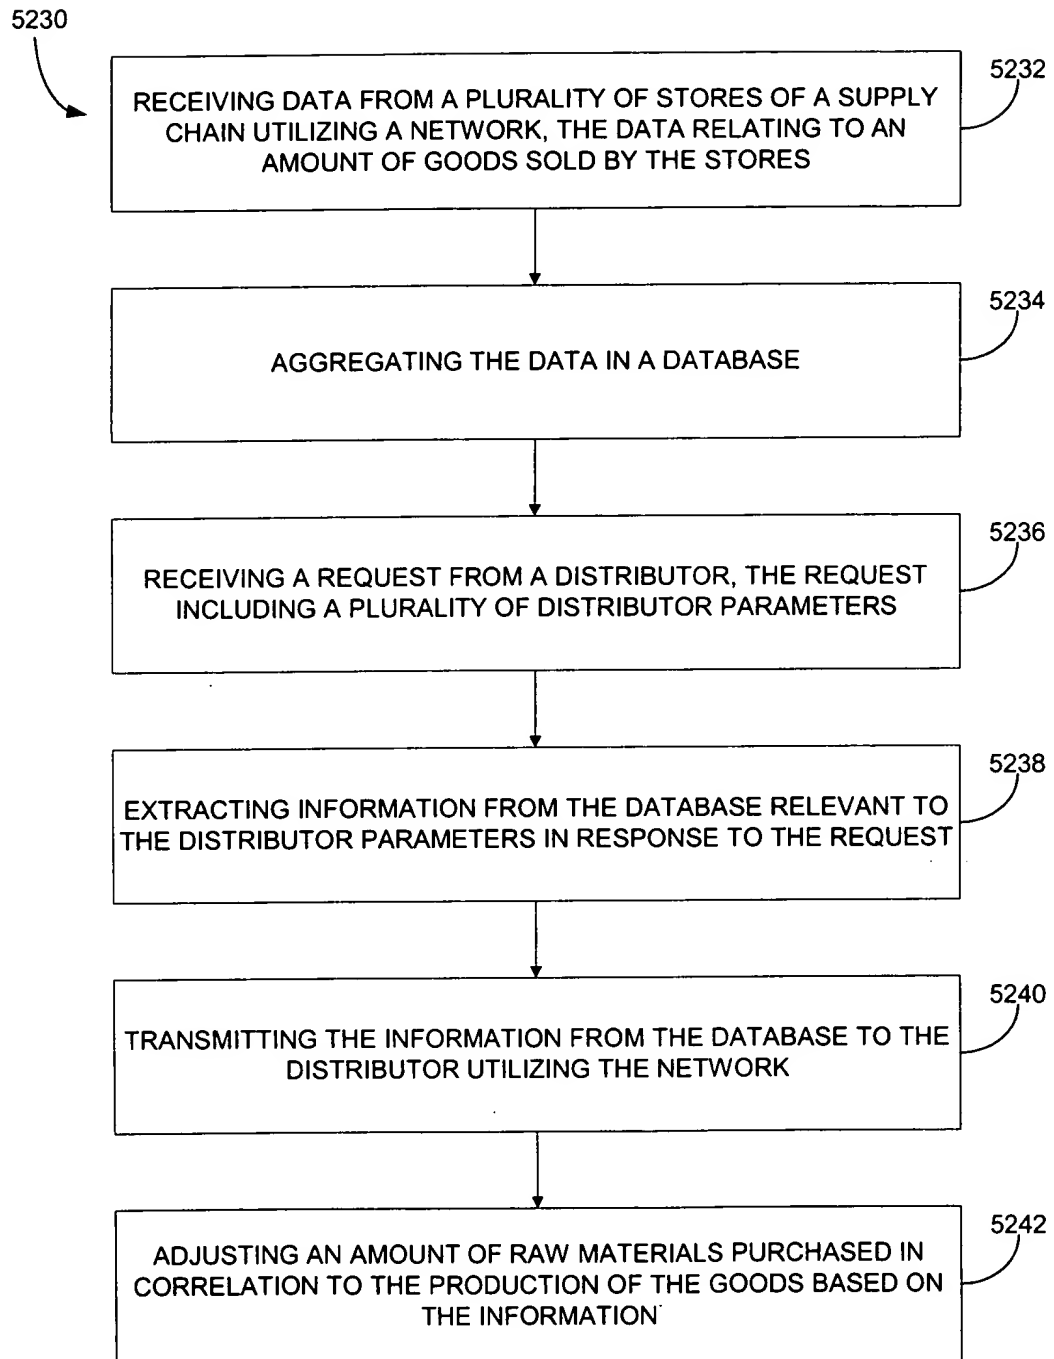 5230
5232
RECEIVING DATA FROM A PLURALITY OF STORES OF A SUPPLY
CHAIN UTILIZING A NETWORK, THE DATA RELATING TO AN
AMOUNT OF GOODS SOLD BY THE STORES
5234
AGGREGATING THE DATA IN A DATABASE
5236
RECEIVING A REQUEST FROM A DISTRIBUTOR, THE REQUEST
INCLUDING A PLURALITY OF DISTRIBUTOR PARAMETERS
5238
EXTRACTING INFORMATION FROM THE DATABASE RELEVANT TO
THE DISTRIBUTOR PARAMETERS IN RESPONSE TO THE REQUEST
5240
TRANSMITTING THE INFORMATION FROM THE DATABASE TO THE
DISTRIBUTOR UTILIZING THE NETWORK
5242
ADJUSTING AN AMOUNT OF RAW MATERIALS PURCHASED IN
CORRELATION TO THE PRODUCTION OF THE GOODS BASED ON
THE INFORMATION